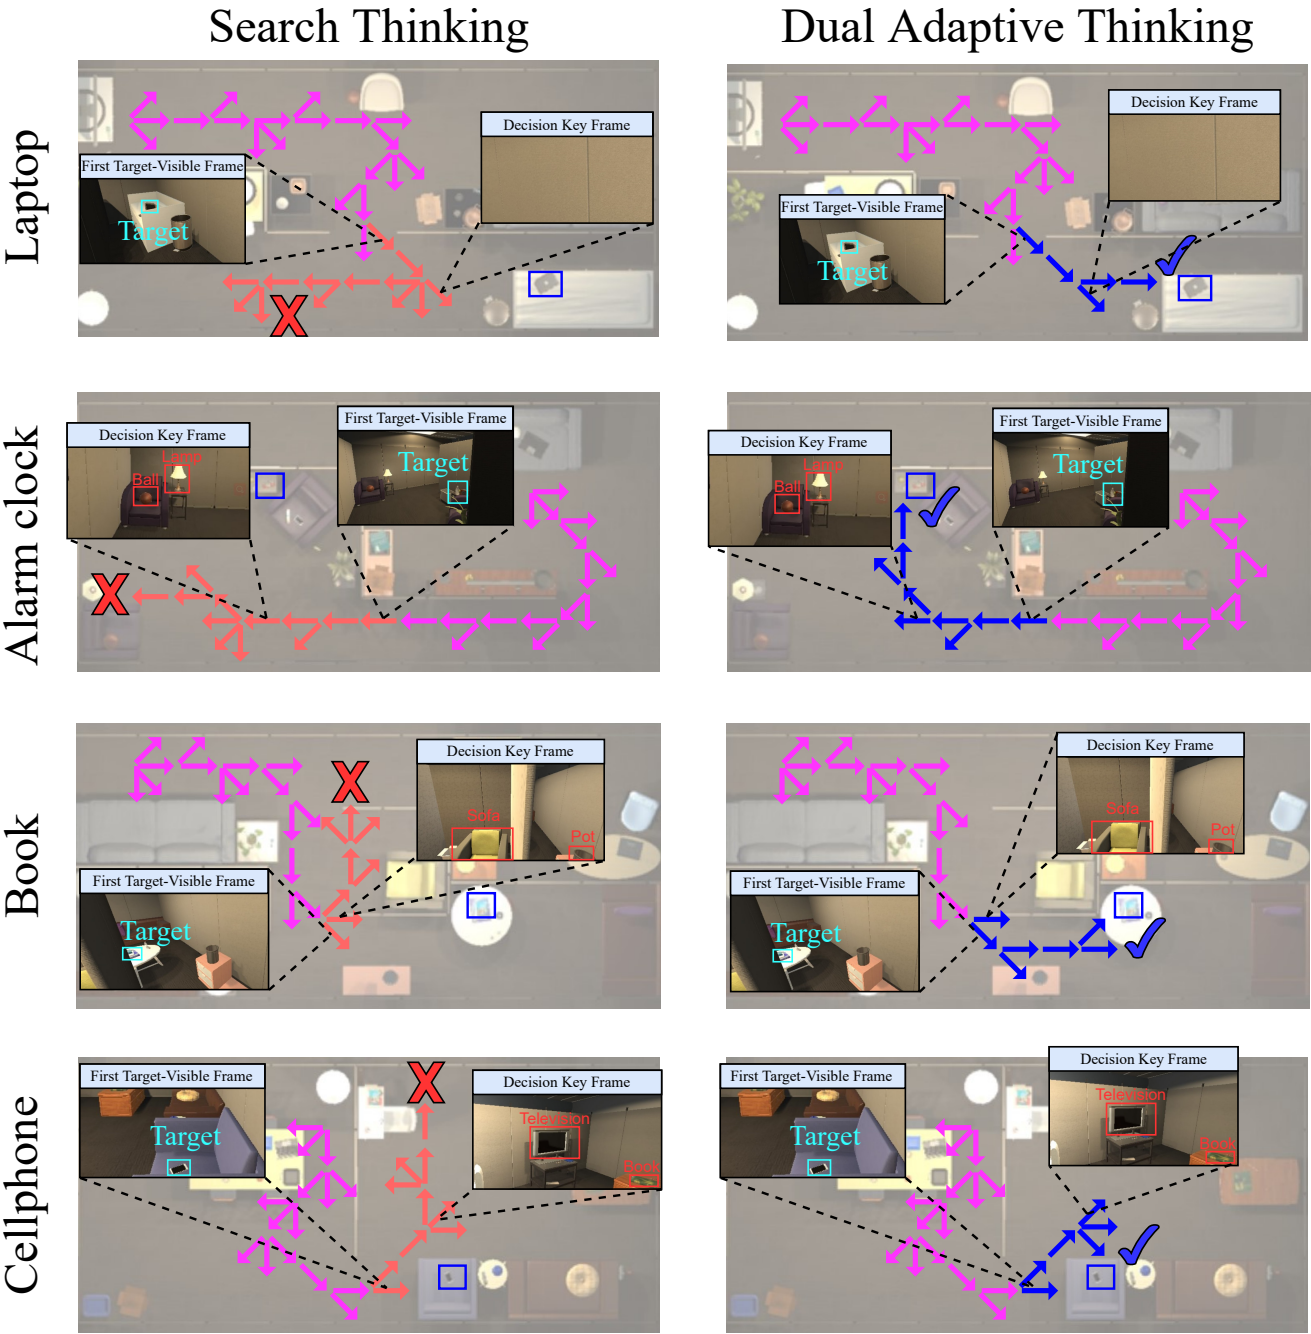 Search Thinking
Dual Adaptive Thinking
Laptop
First Target-Visible Frame
Target
Decision Key Frame
X
First Target-Visible Frame
Target
Decision Key Frame
Alarm clock
Decision Key Frame
Ball
Lamp
First Target-Visible Frame
Target
X
Decision Key Frame
Ball
Lamp
First Target-Visible Frame
Target
Book
First Target-Visible Frame
Target
X
Decision Key Frame
Sofa
Pot
First Target-Visible Frame
Target
Decision Key Frame
Sofa
Pot
Cellphone
First Target-Visible Frame
Target
X
Decision Key Frame
Television
Book
First Target-Visible Frame
Target
Decision Key Frame
Television
Book